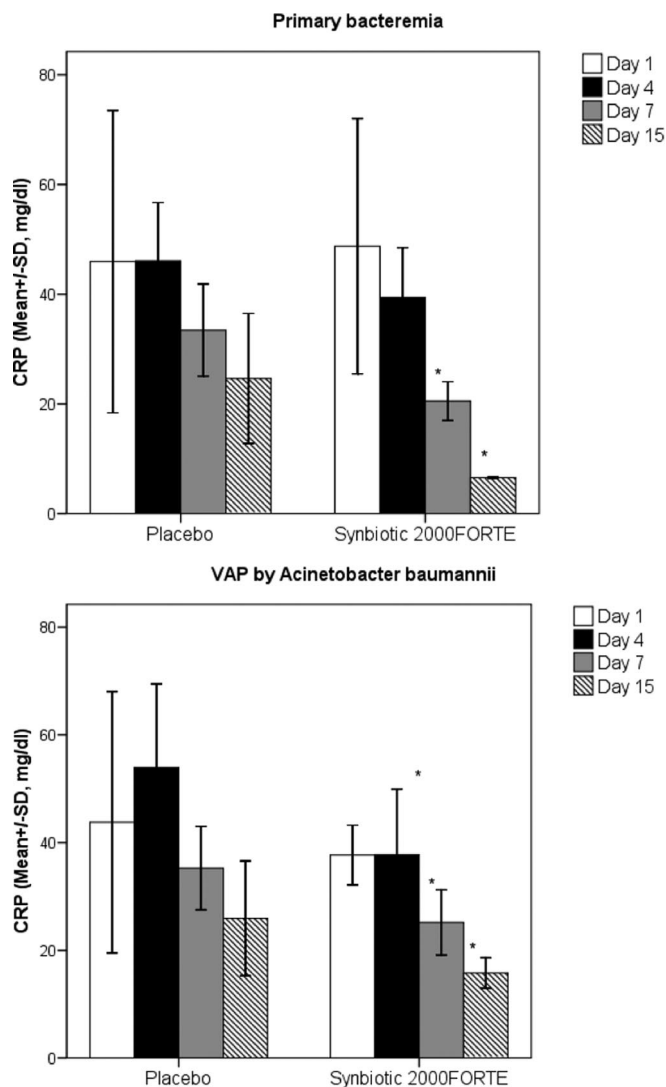 Primary bacteremia
CRP (Mean+/-SD, mg/dl)
80
60
40
20
0
*
*
Placebo
Synbiotic 2000FORTE
Day 1
Day 4
Day 7
Day 15
VAP by Acinetobacter baumannii
CRP (Mean+/-SD, mg/dl)
80
60
40
20
0
*
*
*
Placebo
Synbiotic 2000FORTE
Day 1
Day 4
Day 7
Day 15